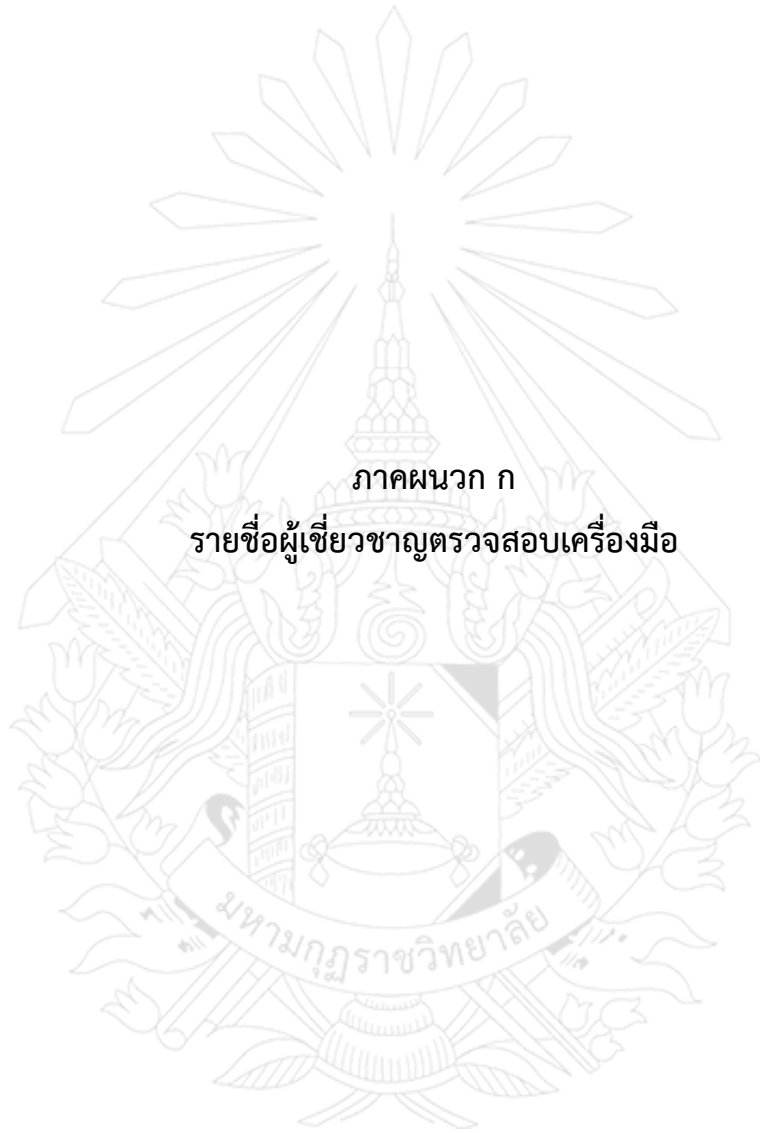 ภาคผนวก ก
รายชื่อผู้เชี่ยวชาญตรวจสอบเครื่องมือ
มหามกุฏราชวิทยาลัย